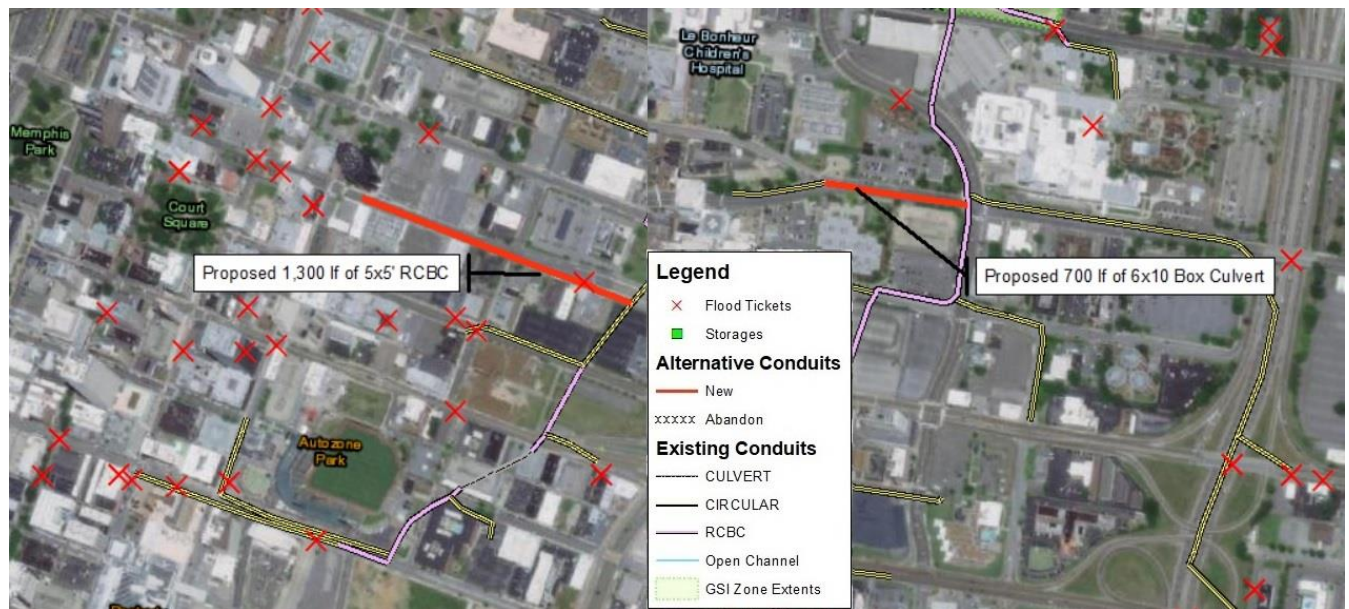 Memphis
Park
Court
Square
Proposed 1,300 lf of 5x5' RCBC
Autozone
Park
Le Bonheur
Children's
Hospital
Proposed 700 lf of 6x10 Box Culvert
Legend
Flood Tickets
Storages
Alternative Conduits
New
xxxxx Abandon
Existing Conduits
CULVERT
CIRCULAR
RCBC
Open Channel
GSI Zone Extents